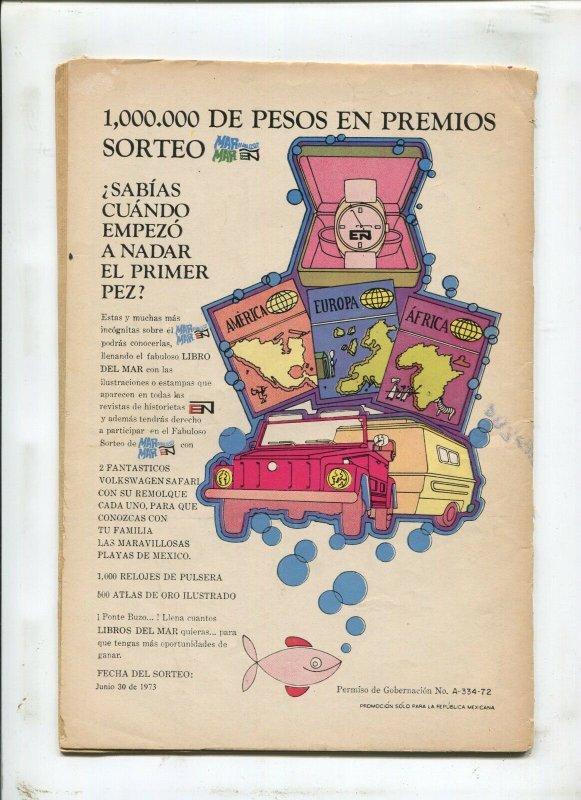 1,000.000 DE PESOS EN PREMIOS
SORTEO MAR MAR EN
¿SABÍAS
CUÁNDO
EMPEZÓ
A NADAR
EL PRIMER
PEZ?
Estas y muchas más
incógnitas sobre el MAR MAR EN
podrás conocerlas,
llenando el fabuloso LIBRO
DEL MAR con las
ilustraciones o estampas que
aparecen en todas las
revistas de historietas EN
y además tendrás derecho
a participar en el Fabuloso
Sorteo de MAR MAR EN con
2 FANTASTICOS
VOLKSWAGEN SAFARI
CON SU REMOLQUE
CADA UNO, PARA QUE
CONOZCAS CON
TU FAMILIA
LAS MARAVILLOSAS
PLAYAS DE MEXICO.
1,000 RELOJES DE PULSERA
500 ATLAS DE ORO ILUSTRADO
¡Ponte Buzo...! Llena cuantos
LIBROS DEL MAR quieras... para
que tengas más oportunidades de
ganar.
FECHA DEL SORTEO:
Junio 30 de 1973
EN
AMÉRICA
EUROPA
ÁFRICA
Permiso de Gobernación No. A-334-72
PROMOCIÓN SÓLO PARA LA REPÚBLICA MEXICANA